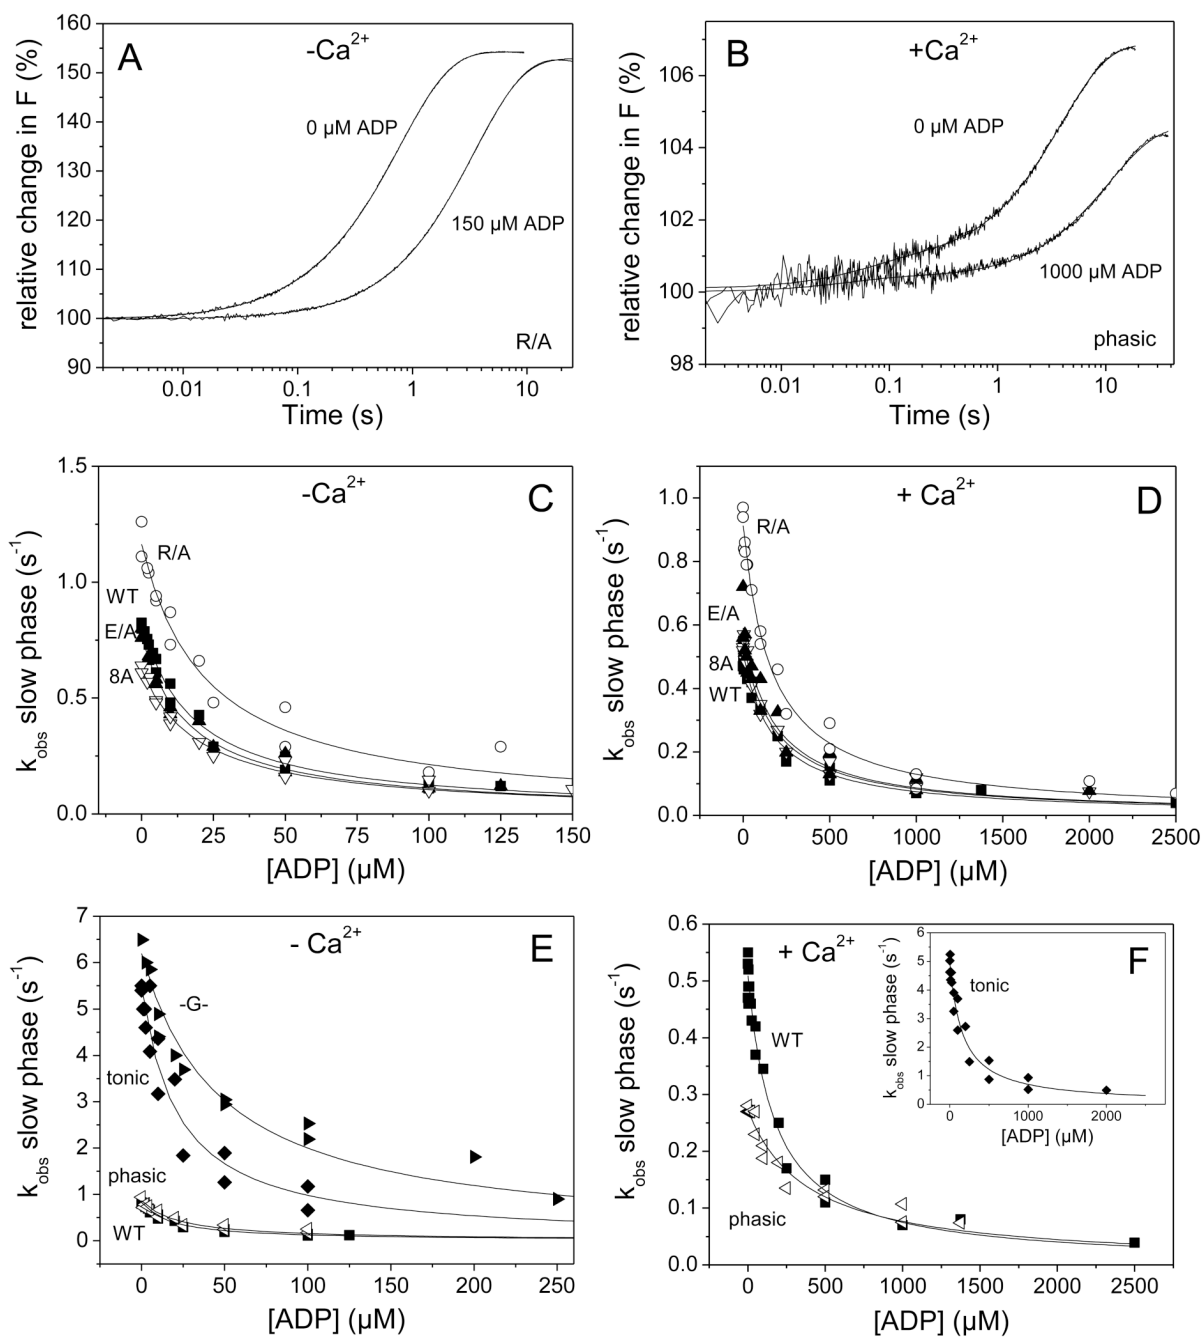 A
-Ca²⁺
0 µM ADP
150 µM ADP
R/A
relative change in F (%)
160
150
140
130
120
110
100
90
0.01
0.1
1
10
Time (s)
B
+Ca²⁺
0 µM ADP
1000 µM ADP
phasic
relative change in F (%)
106
104
102
100
98
0.01
0.1
1
10
Time (s)
C
-Ca²⁺
R/A
WT
E/A
8A
k_obs slow phase (s⁻¹)
1.5
1.0
0.5
0.0
0
25
50
75
100
125
150
[ADP] (µM)
D
+ Ca²⁺
R/A
E/A
8A
WT
k_obs slow phase (s⁻¹)
1.0
0.8
0.6
0.4
0.2
0.0
0
500
1000
1500
2000
2500
[ADP] (µM)
E
- Ca²⁺
-G-
tonic
phasic
WT
k_obs slow phase (s⁻¹)
7
6
5
4
3
2
1
0
0
50
100
150
200
250
[ADP] (µM)
F
+ Ca²⁺
WT
phasic
k_obs slow phase (s⁻¹)
0.6
0.5
0.4
0.3
0.2
0.1
0.0
0
500
1000
1500
2000
2500
[ADP] (µM)
tonic
k_obs slow phase (s⁻¹)
6
5
4
3
2
1
0
0
1000
2000
[ADP] (µM)